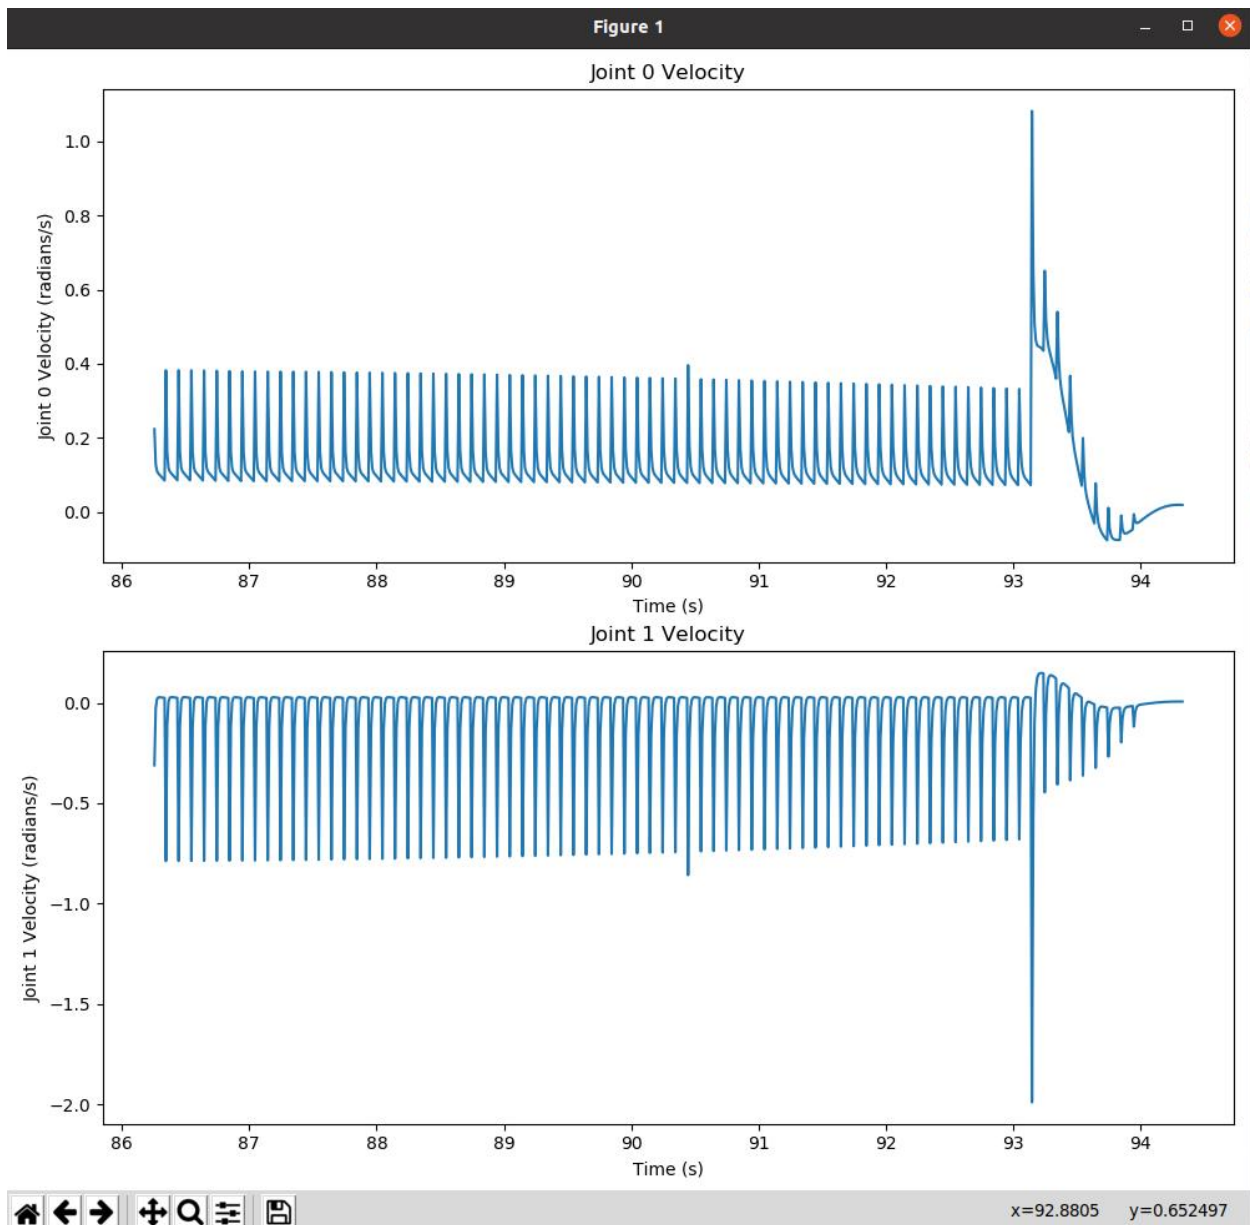 Figure 1
Joint 0 Velocity
Joint 0 Velocity (radians/s)
1.0
0.8
0.6
0.4
0.2
0.0
86 87 88 89 90 91 92 93 94
Time (s)
Joint 1 Velocity
Joint 1 Velocity (radians/s)
0.0
−0.5
−1.0
−1.5
−2.0
86 87 88 89 90 91 92 93 94
Time (s)
x=92.8805 y=0.652497